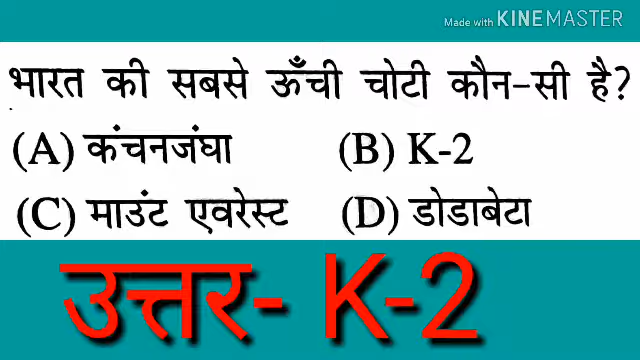 Made with KINEMASTER
भारत की सबसे ऊँची चोटी कौन-सी है?
(A) कंचनजंघा (B) K-2
(C) माउंट एवरेस्ट (D) डोडाबेटा
उत्तर- K-2